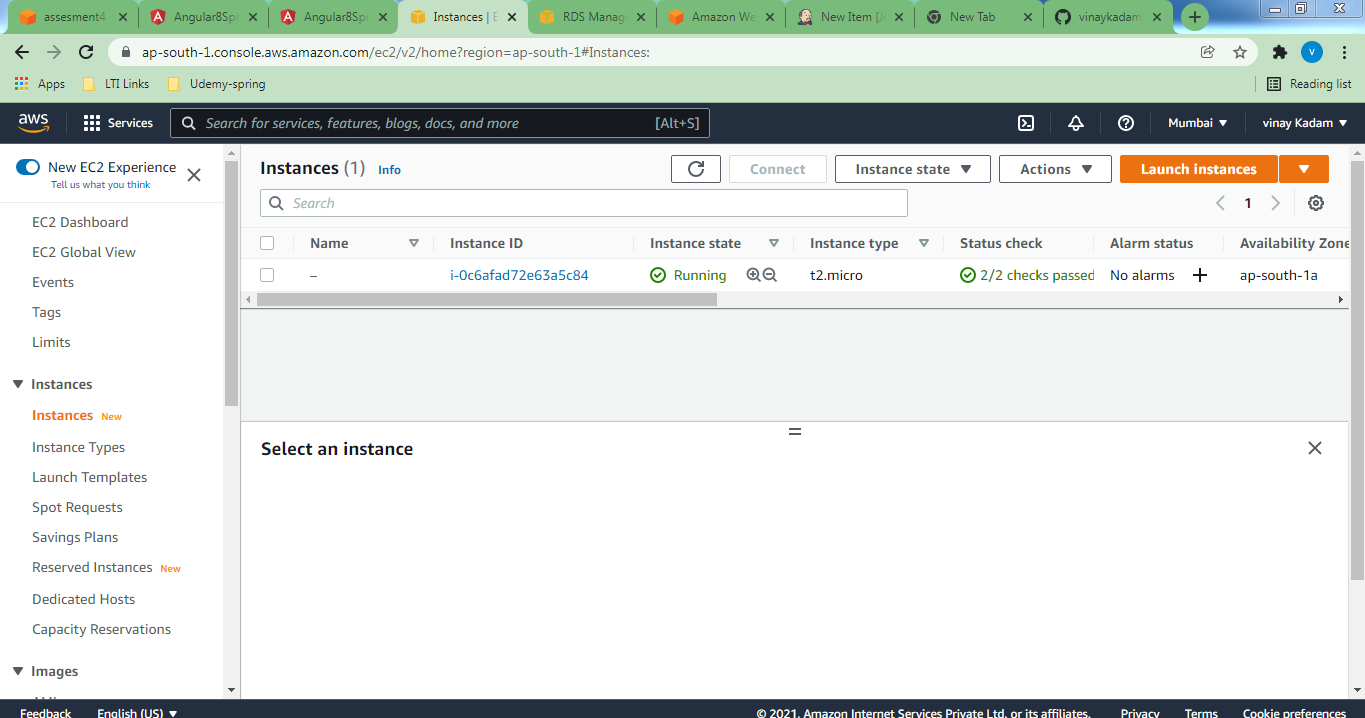 assesment4
Angular8Spr
Angular8Spr
Instances | E
RDS Manag
Amazon We
New Item [J
New Tab
vinaykadam
ap-south-1.console.aws.amazon.com/ec2/v2/home?region=ap-south-1#Instances:
V
Apps
LTI Links
Udemy-spring
Reading list
aws
Services
Search for services, features, blogs, docs, and more
[Alt+S]
Mumbai
vinay Kadam
New EC2 Experience
Tell us what you think
EC2 Dashboard
EC2 Global View
Events
Tags
Limits
Instances
Instances New
Instance Types
Launch Templates
Spot Requests
Savings Plans
Reserved Instances New
Dedicated Hosts
Capacity Reservations
Images
Instances (1) Info
Connect
Instance state
Actions
Launch instances
Search
1
Name Instance ID Instance state Instance type Status check Alarm status Availability Zone
– i-0c6afad72e63a5c84 Running t2.micro 2/2 checks passed No alarms + ap-south-1a
Select an instance
Feedback English (US) © 2021, Amazon Internet Services Private Ltd. or its affiliates. Privacy Terms Cookie preferences